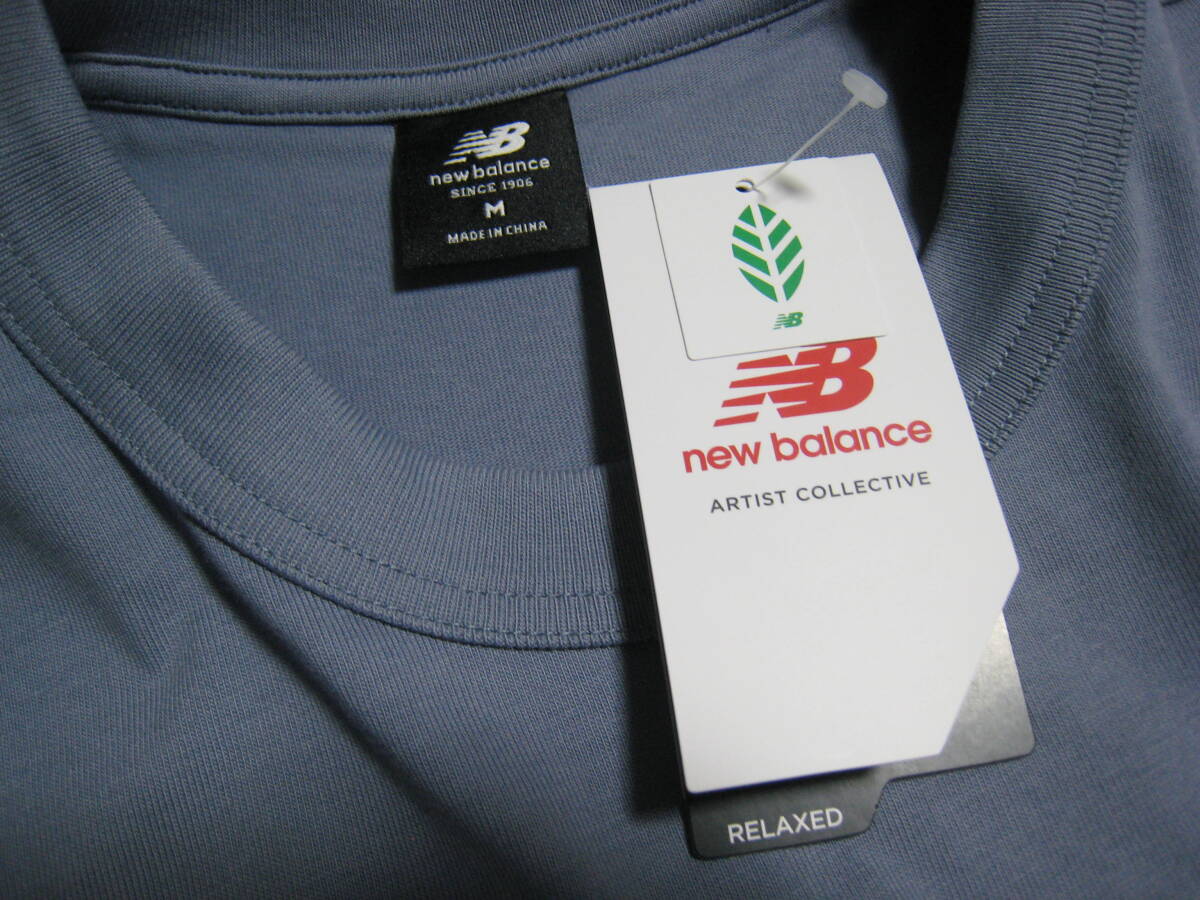 NB
new balance
SINCE 1906
M
MADE IN CHINA
NB
NB
new balance
ARTIST COLLECTIVE
RELAXED